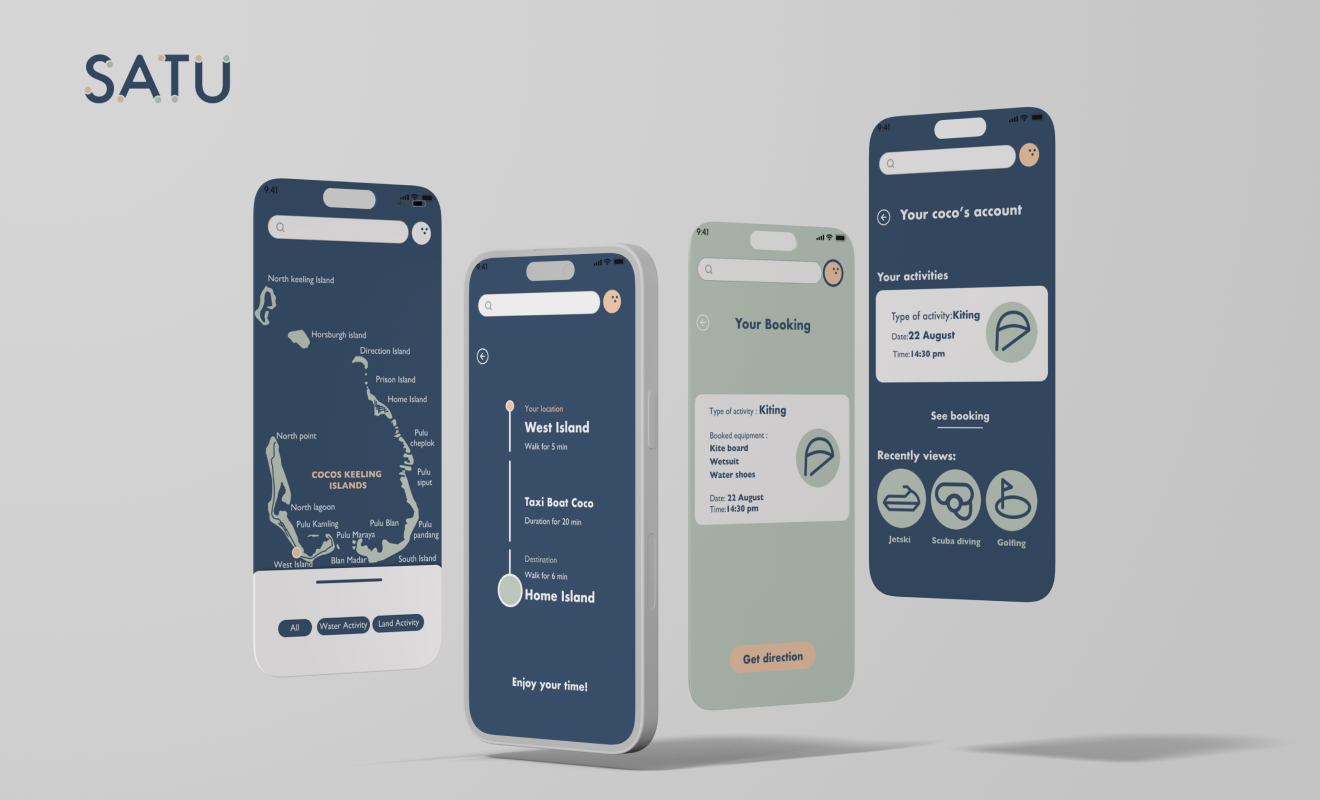 SATU
9:41
North keeling Island
Horsburgh island
Direction Island
Prison Island
Home Island
Pulu
cheplok
North point
Pulu
siput
COCOS KEELING
ISLANDS
North lagoon
Pulu Kamling
Pulu Maraya
Pulu Blan
Pulu
pandang
West Island
Blan Madar
South Island
All
Water Activity
Land Activity
9:41
Your location
West Island
Walk for 5 min
Taxi Boat Coco
Duration for 20 min
Destination
Walk for 6 min
Home Island
Enjoy your time!
9:41
Your Booking
Type of activity : Kiting
Booked equipment :
Kite board
Wetsuit
Water shoes
Date: 22 August
Time:14:30 pm
Get direction
9:41
Your coco's account
Your activities
Type of activity:Kiting
Date:22 August
Time:14:30 pm
See booking
Recently views:
Jetski
Scuba diving
Golfing